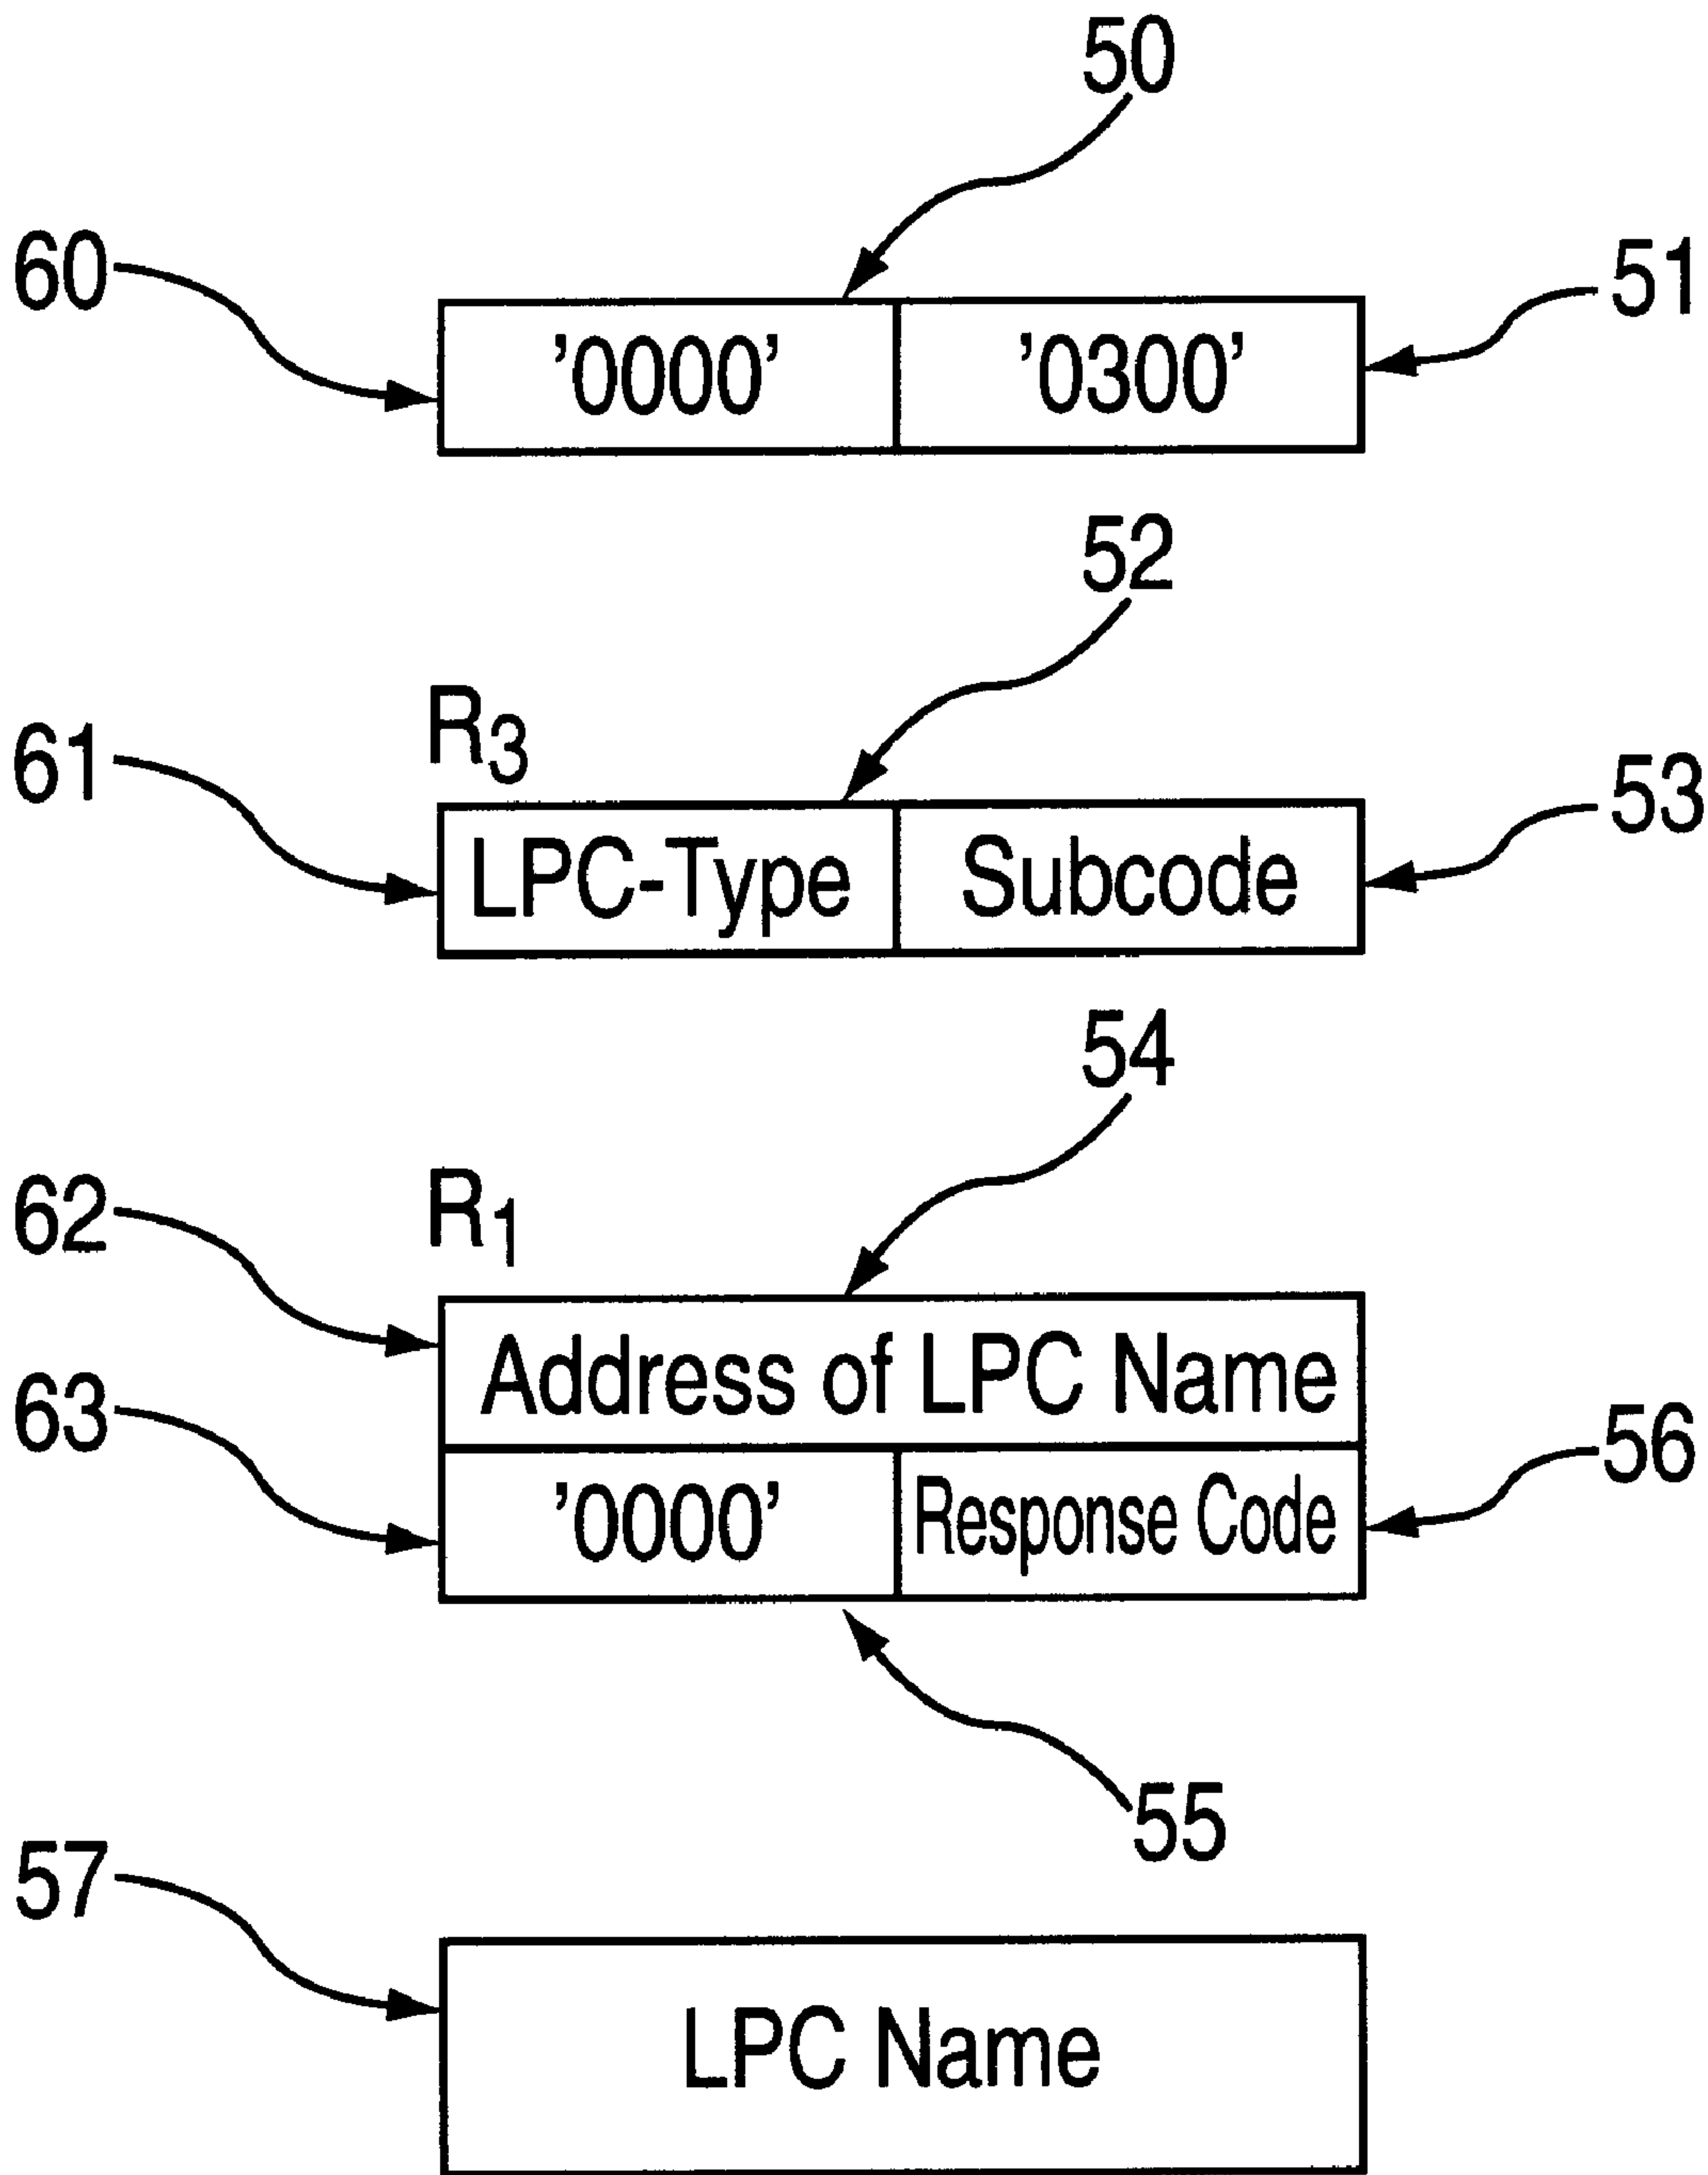 50
60
51
’0000’ ’0300’
52
R3
61
53
LPC-Type Subcode
54
R1
62
Address of LPC Name
63
56
’0000’ Response Code
55
57
LPC Name